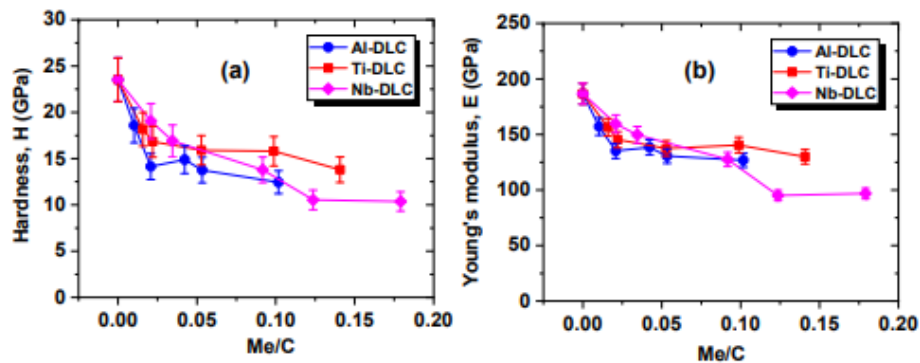 Hardness, H (GPa)
30
25
20
15
10
5
0
(a)
Al-DLC
Ti-DLC
Nb-DLC
0.00 0.05 0.10 0.15 0.20
Me/C
Young's modulus, E (GPa)
250
200
150
100
50
0
(b)
Al-DLC
Ti-DLC
Nb-DLC
0.00 0.05 0.10 0.15 0.20
Me/C